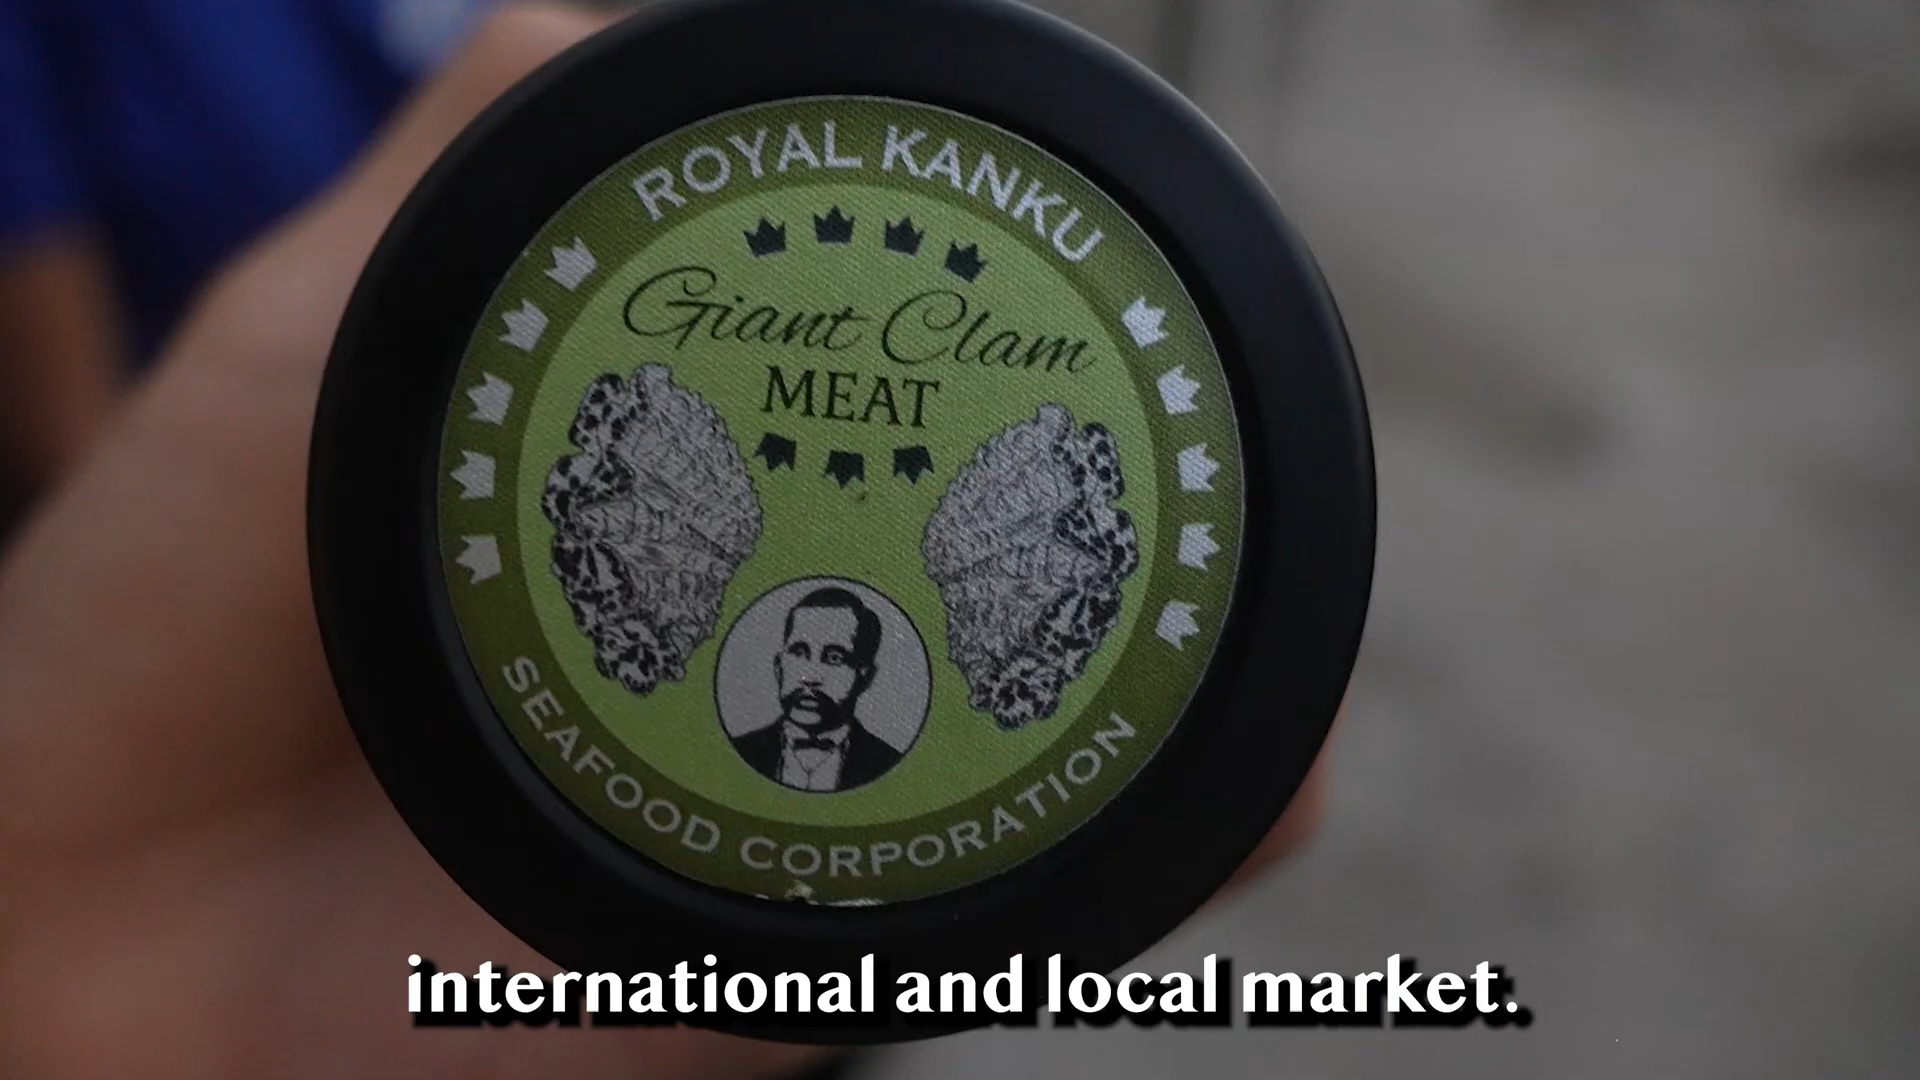 ROYAL KANKU
Giant Clam
MEAT
SEAFOOD CORPORATION
international and local market.